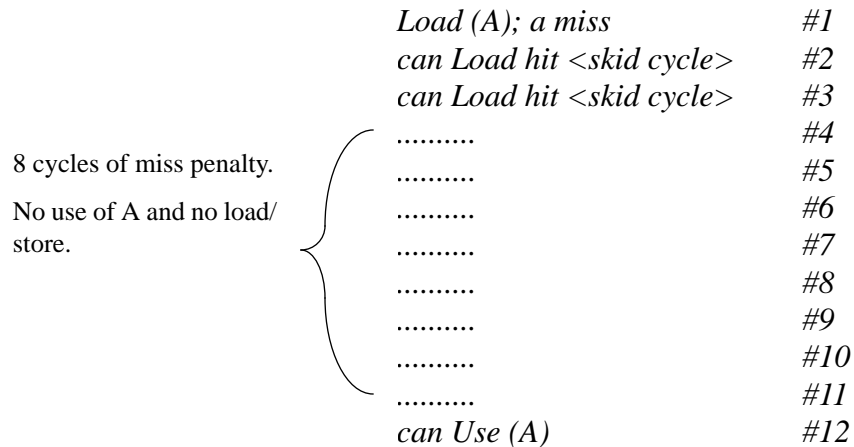 Load (A); a miss #1
can Load hit <skid cycle> #2
can Load hit <skid cycle> #3
.......... #4
8 cycles of miss penalty.
.......... #5
No use of A and no load/
store.
.......... #6
.......... #7
.......... #8
.......... #9
.......... #10
.......... #11
can Use (A) #12